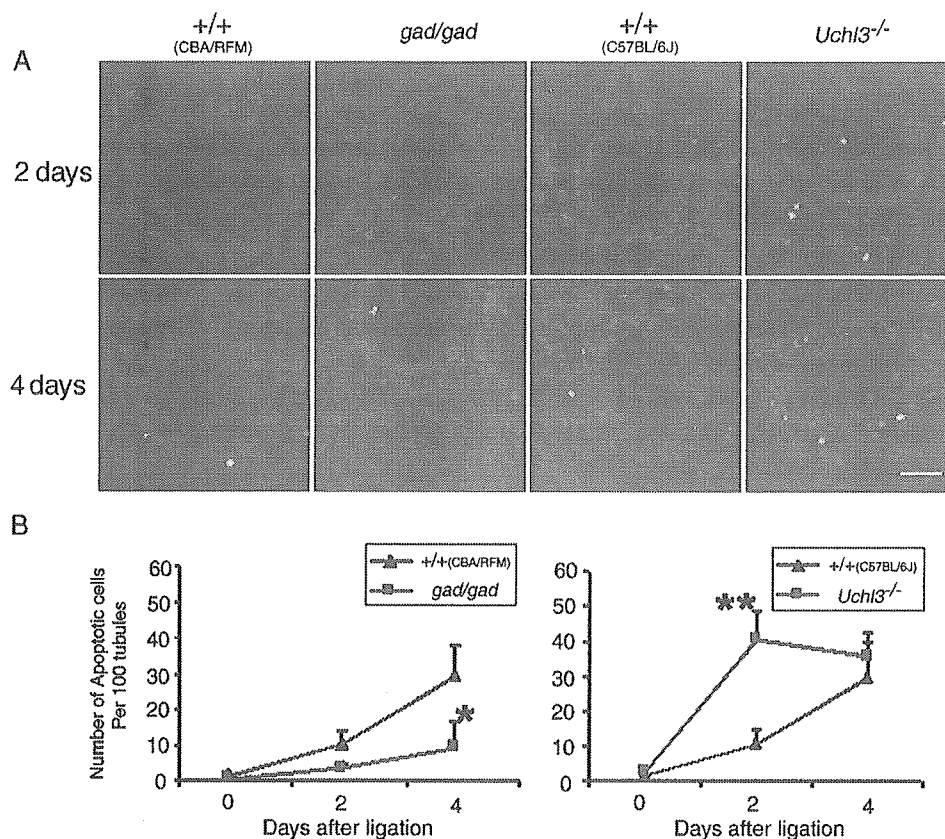 +/+ (CBA/RFM) gad/gad +/+ (C57BL/6J) Uchl3-/-
A
2 days
4 days
B
Number of Apoptotic cells
Per 100 tubules
60
50
40
30
20
10
0
+/+(CBA/RFM)
gad/gad
*
0 2 4
Days after ligation
60
50
40
30
20
10
0
+/+(C57BL/6J)
Uchl3-/-
**
0 2 4
Days after ligation